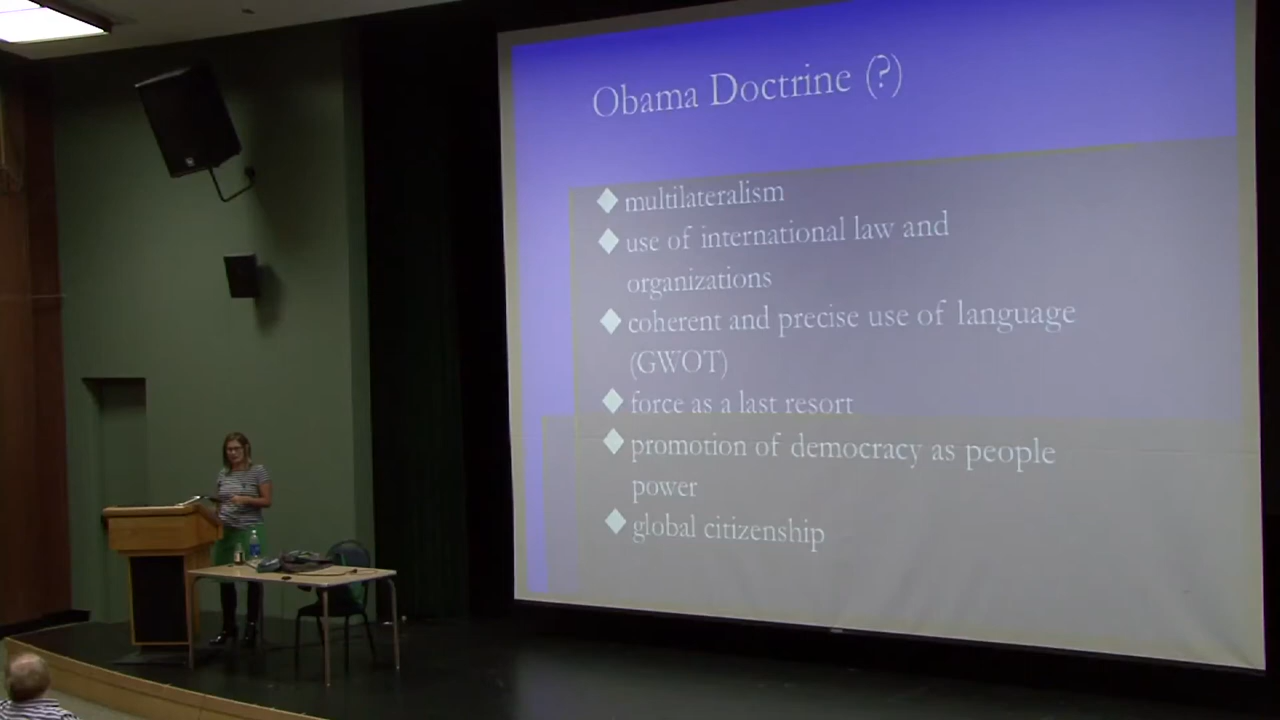 Obama Doctrine (?)
multilateralism
use of international law and
organizations
coherent and precise use of language
(GWOT)
force as a last resort
promotion of democracy as people
power
global citizenship